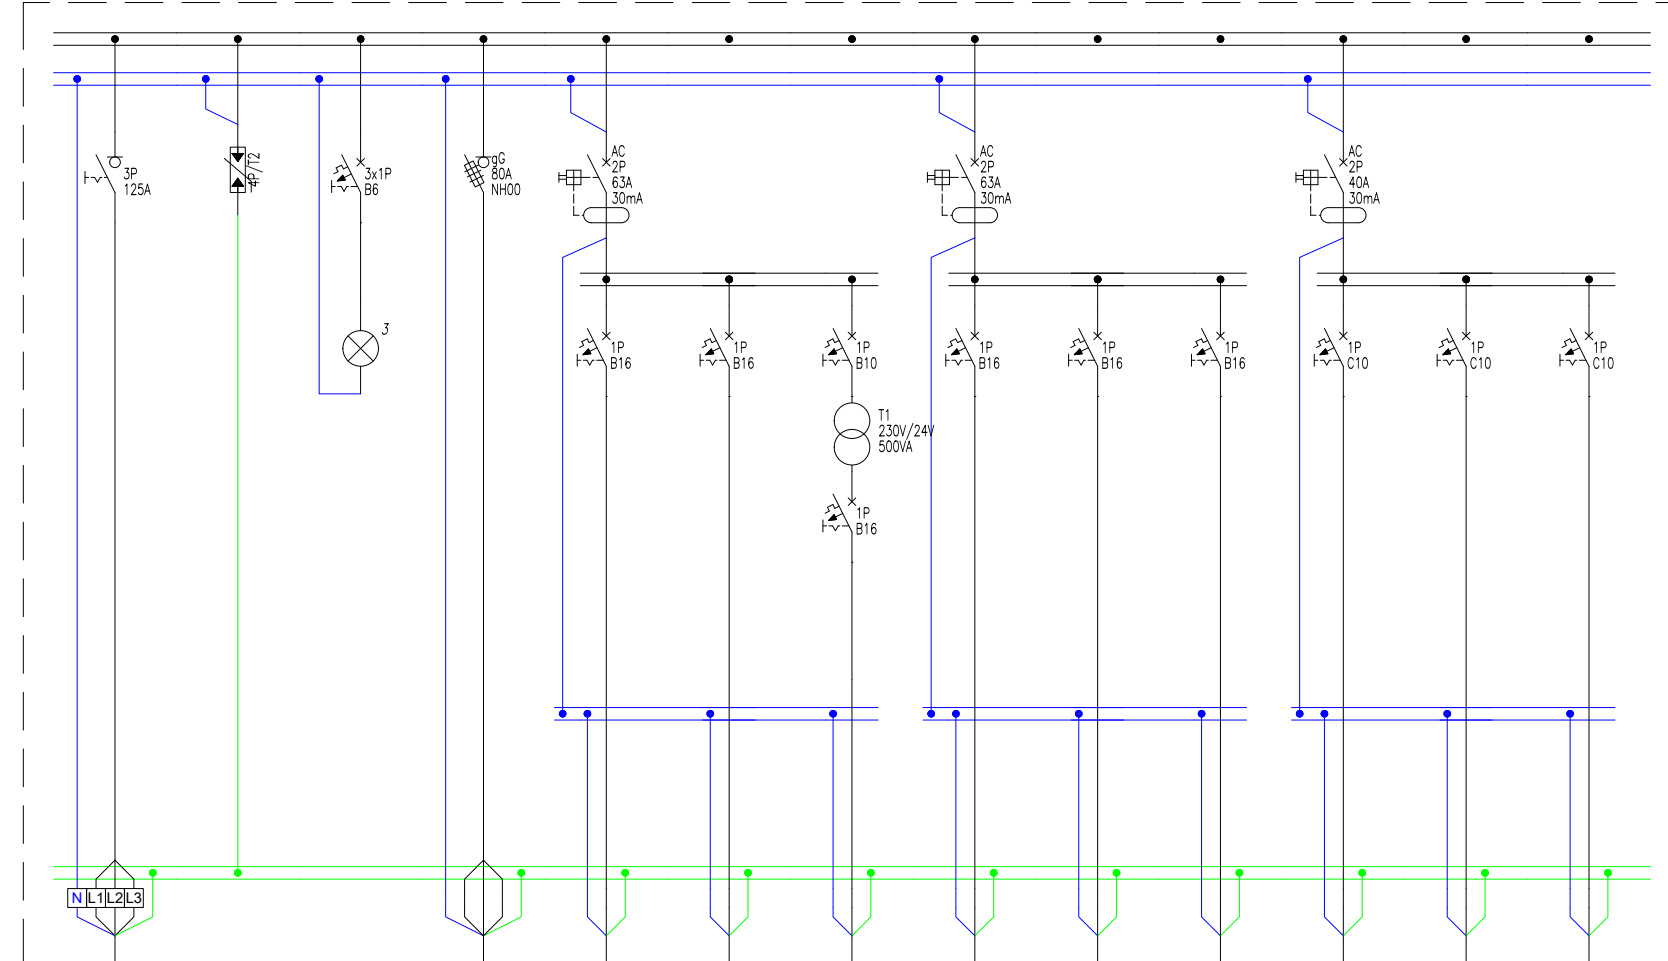 3P
125A
4P/T2
3x1P
B6
gG
80A
NH00
AC
2P
63A
30mA
AC
2P
63A
30mA
AC
2P
40A
30mA
3
1P
B16
1P
B16
1P
B10
1P
B16
1P
B16
1P
B16
1P
C10
1P
C10
1P
C10
T1
230V/24V
500VA
1P
B16
N L1 L2 L3